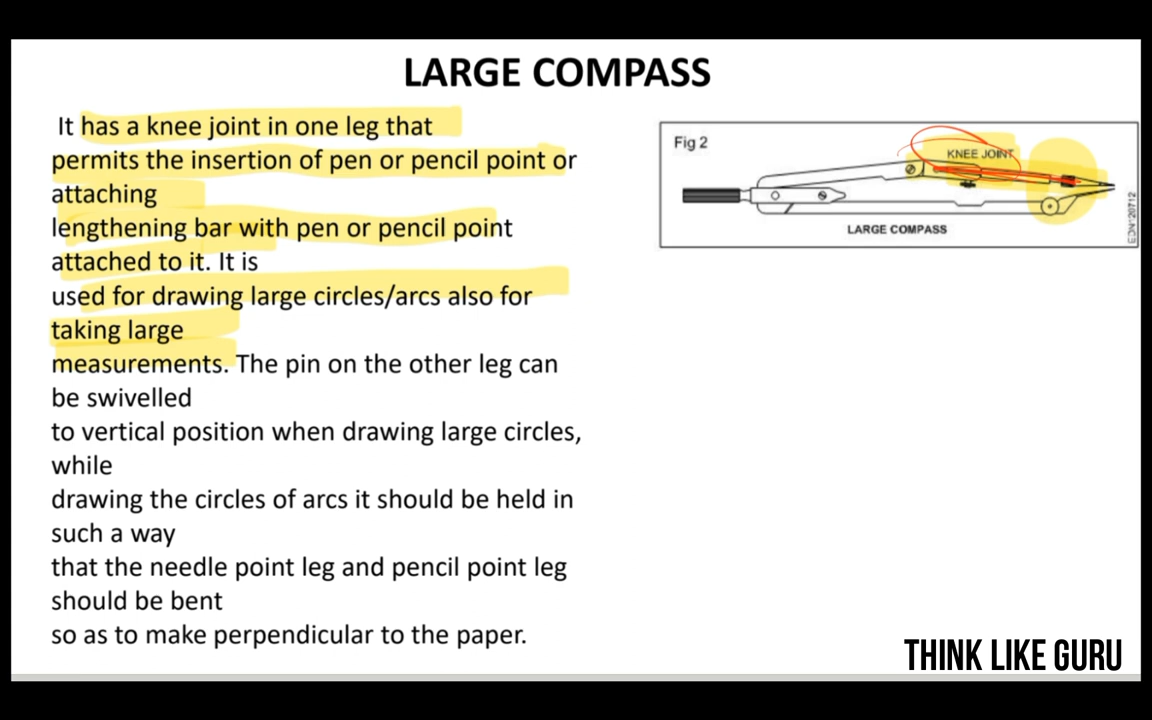 LARGE COMPASS
It has a knee joint in one leg that
permits the insertion of pen or pencil point or
attaching
lengthening bar with pen or pencil point
attached to it. It is
used for drawing large circles/arcs also for
taking large
measurements. The pin on the other leg can
be swivelled
to vertical position when drawing large circles,
while
drawing the circles of arcs it should be held in
such a way
that the needle point leg and pencil point leg
should be bent
so as to make perpendicular to the paper.
Fig 2
KNEE JOINT
LARGE COMPASS
THINK LIKE GURU